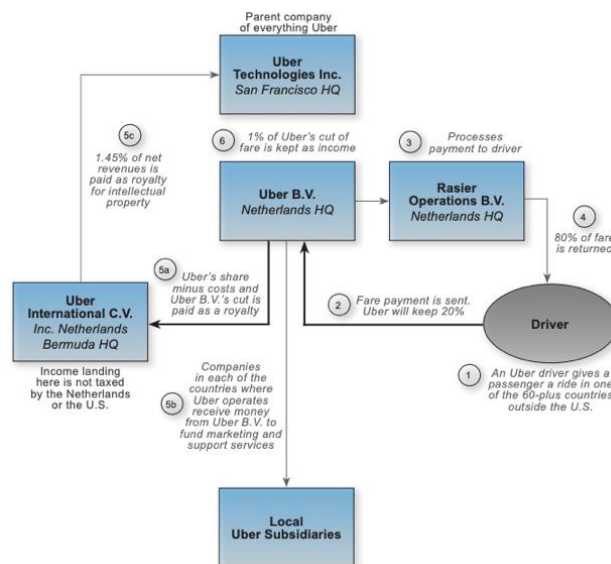 Parent company
of everything Uber
Uber
Technologies Inc.
San Francisco HQ
5c
1.45% of net
revenues is
paid as royalty
for intellectual
property
6
1% of Uber's cut of
fare is kept as income
3
Processes
payment to driver
Uber B.V.
Netherlands HQ
Rasier
Operations B.V.
Netherlands HQ
4
80% of fare
is returned
5a
Uber's share
minus costs and
Uber B.V.'s cut is
paid as a royalty
2
Fare payment is sent.
Uber will keep 20%
Uber
International C.V.
Inc. Netherlands
Bermuda HQ
Driver
Income landing
here is not taxed
by the Netherlands
or the U.S.
5b
Companies
in each of the
countries where
Uber operates
receive money
from Uber B.V. to
fund marketing and
support services
1
An Uber driver gives a
passenger a ride in one
of the 60-plus countries
outside the U.S.
Local
Uber Subsidiaries